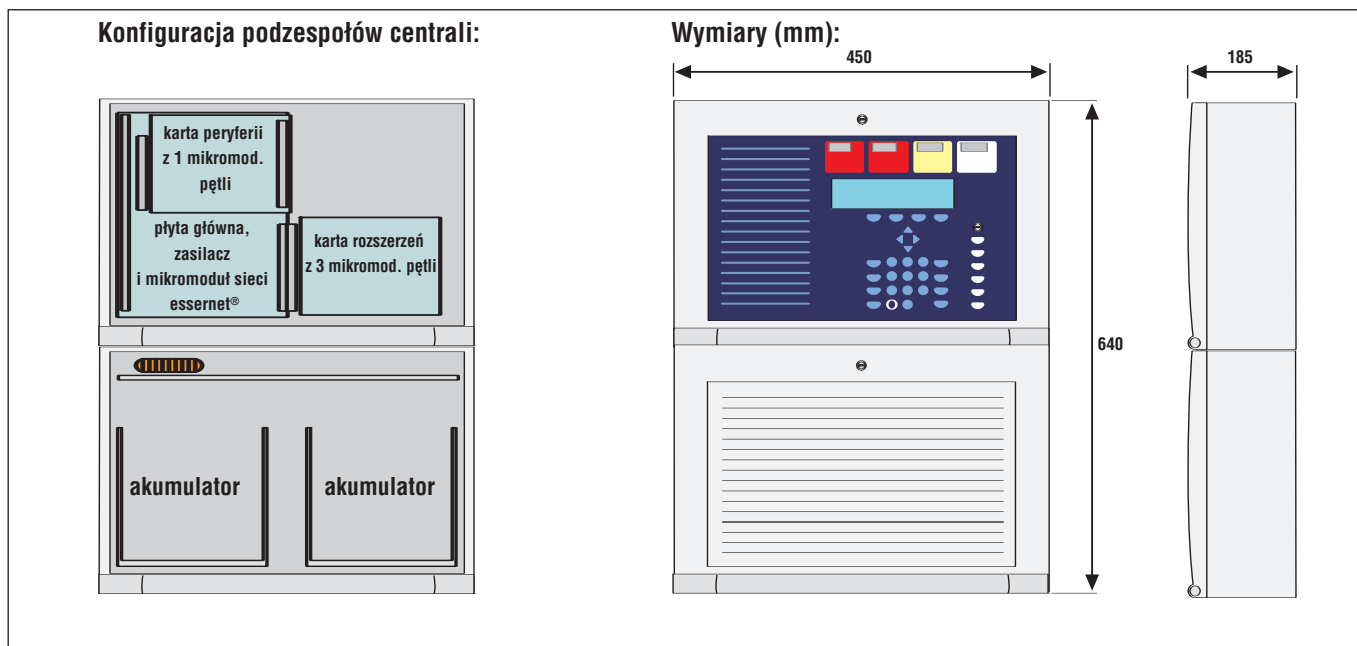 Konfiguracja podzespołów centrali:
karta peryferii
z 1 mikromod.
pętli
płyta główna,
zasilacz
i mikromoduł sieci
essernet®
karta rozszerzeń
z 3 mikromod. pętli
akumulator
akumulator
Wymiary (mm):
450
185
640